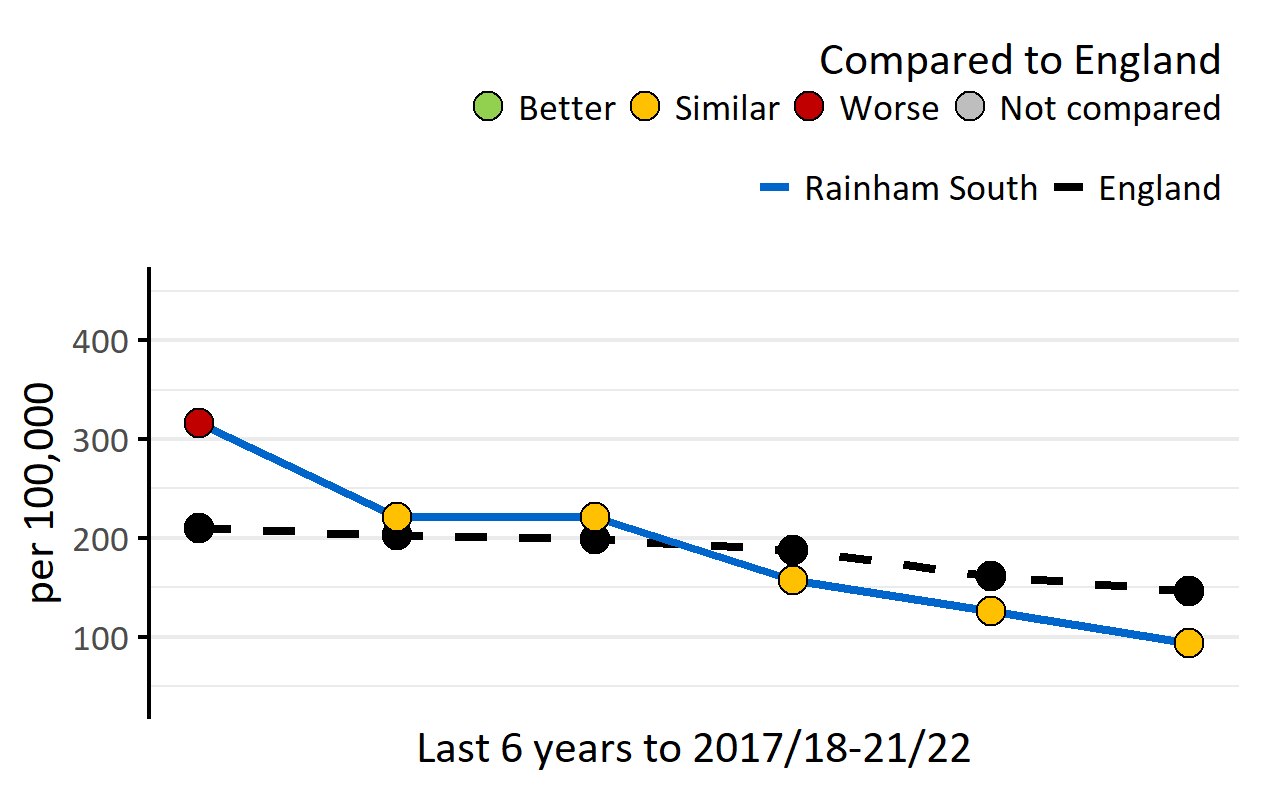 Compared to England
Better Similar Worse Not compared
Rainham South England
400
300
200
100
per 100,000
Last 6 years to 2017/18-21/22